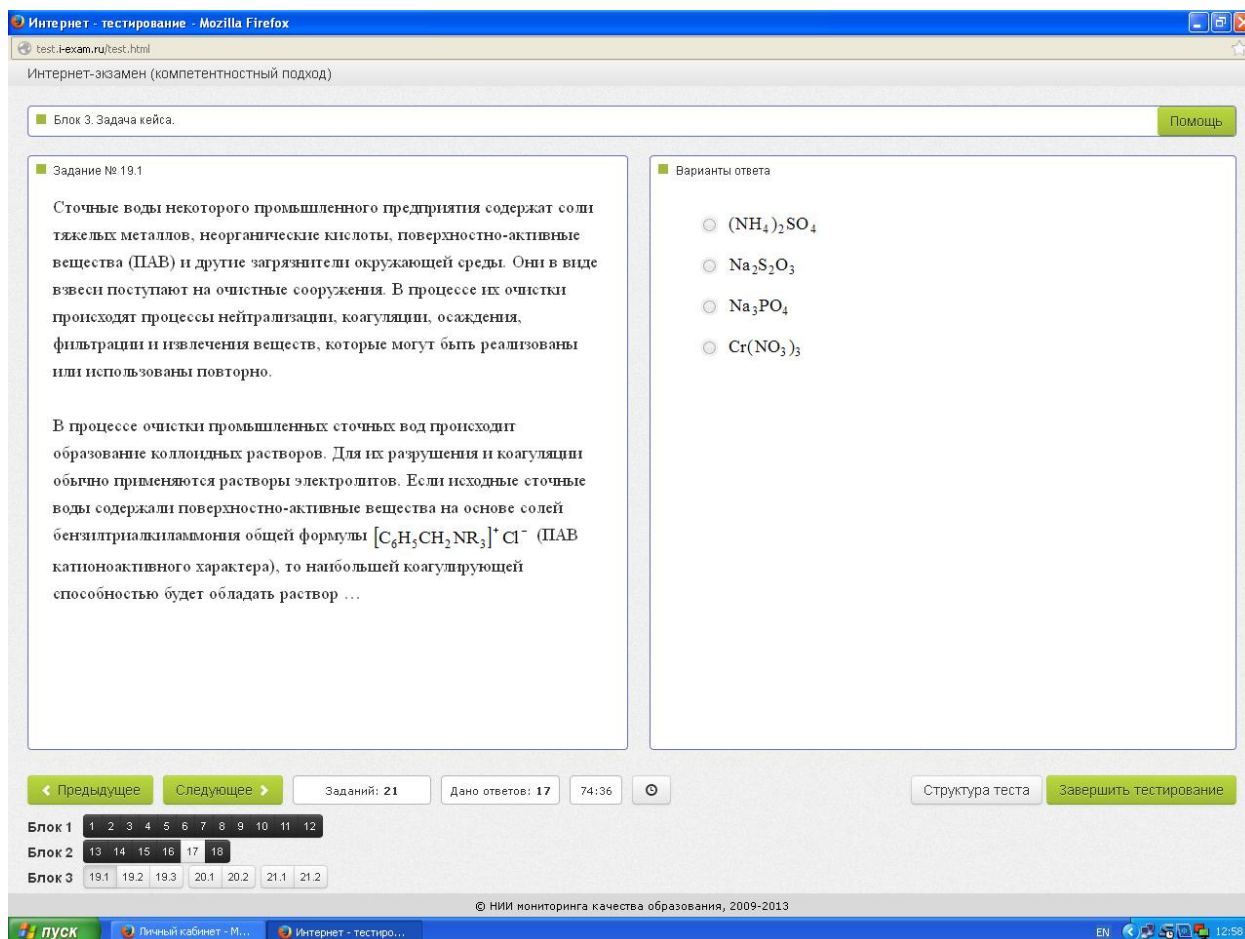 Интернет - тестирование - Mozilla Firefox
test.i-exam.ru/test.html
Интернет-экзамен (компетентностный подход)
Блок 3. Задача кейса.
Помощь
Задание № 19.1
Сточные воды некоторого промышленного предприятия содержат соли
тяжелых металлов, неорганические кислоты, поверхностно-активные
вещества (ПАВ) и другие загрязнители окружающей среды. Они в виде
взвеси поступают на очистные сооружения. В процессе их очистки
происходят процессы нейтрализации, коагуляции, осаждения,
фильтрации и извлечения веществ, которые могут быть реализованы
или использованы повторно.
В процессе очистки промышленных сточных вод происходит
образование коллоидных растворов. Для их разрушения и коагуляции
обычно применяются растворы электролитов. Если исходные сточные
воды содержали поверхностно-активные вещества на основе солей
бензилтриалкиламмония общей формулы [C₆H₅CH₂NR₃]⁺Cl⁻ (ПАВ
катионоактивного характера), то наибольшей коагулирующей
способностью будет обладать раствор …
Варианты ответа
(NH₄)₂SO₄
Na₂S₂O₃
Na₃PO₄
Cr(NO₃)₃
Предыдущее
Следующее
Заданий: 21
Дано ответов: 17
74:36
Структура теста
Завершить тестирование
Блок 1 1 2 3 4 5 6 7 8 9 10 11 12
Блок 2 13 14 15 16 17 18
Блок 3 19.1 19.2 19.3 20.1 20.2 21.1 21.2
© НИИ мониторинга качества образования, 2009-2013
пуск
Личный кабинет - M...
Интернет - тестиро...
EN
12:58